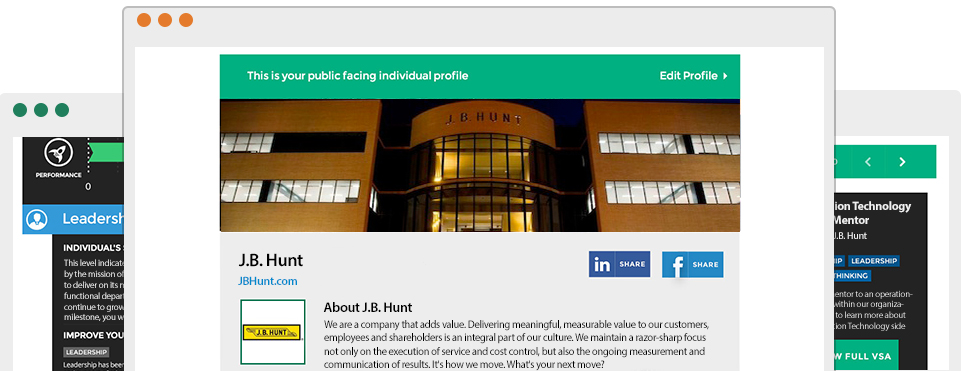 This is your public facing individual profile
Edit Profile
J.B HUNT
J.B. Hunt
JBHunt.com
in SHARE
f SHARE
J.B. HUNT
About J.B. Hunt
We are a company that adds value. Delivering meaningful, measurable value to our customers,
employees and shareholders is an integral part of our culture. We maintain a razor-sharp focus
not only on the execution of service and cost control, but also the ongoing measurement and
communication of results. It's how we move. What's your next move?
PERFORMANCE
0
Leadersh
INDIVIDUAL'S
This level indicate
by the mission of
to deliver on its
functional depart
continue to grow
milestone, you w
IMPROVE YOU
LEADERSHIP
Leadership has been
Technology
Mentor
J.B. Hunt
LEADERSHIP
THINKING
mentor to an operation-
within our organiza-
to learn more about
tion Technology side
W FULL VSA